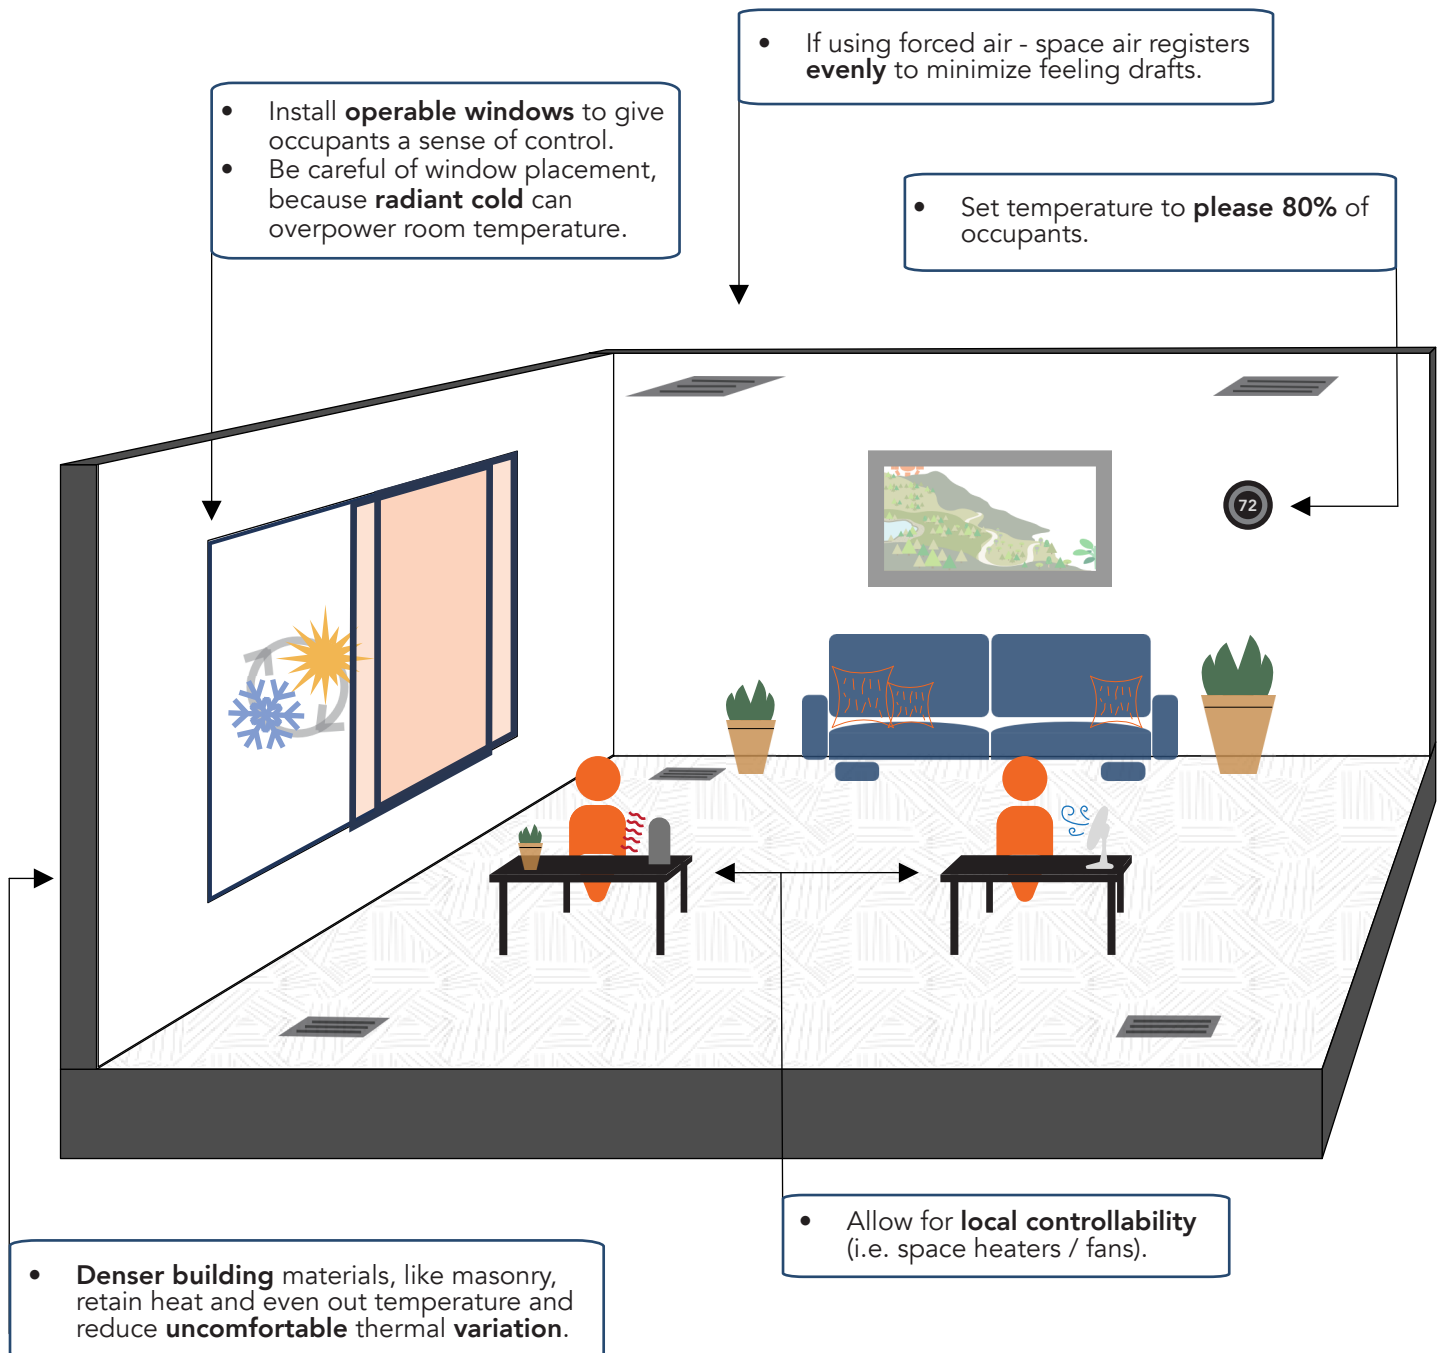 • If using forced air - space air registers
evenly to minimize feeling drafts.
• Install operable windows to give
occupants a sense of control.
• Be careful of window placement,
because radiant cold can
overpower room temperature.
• Set temperature to please 80% of
occupants.
72
• Allow for local controllability
(i.e. space heaters / fans).
• Denser building materials, like masonry,
retain heat and even out temperature and
reduce uncomfortable thermal variation.